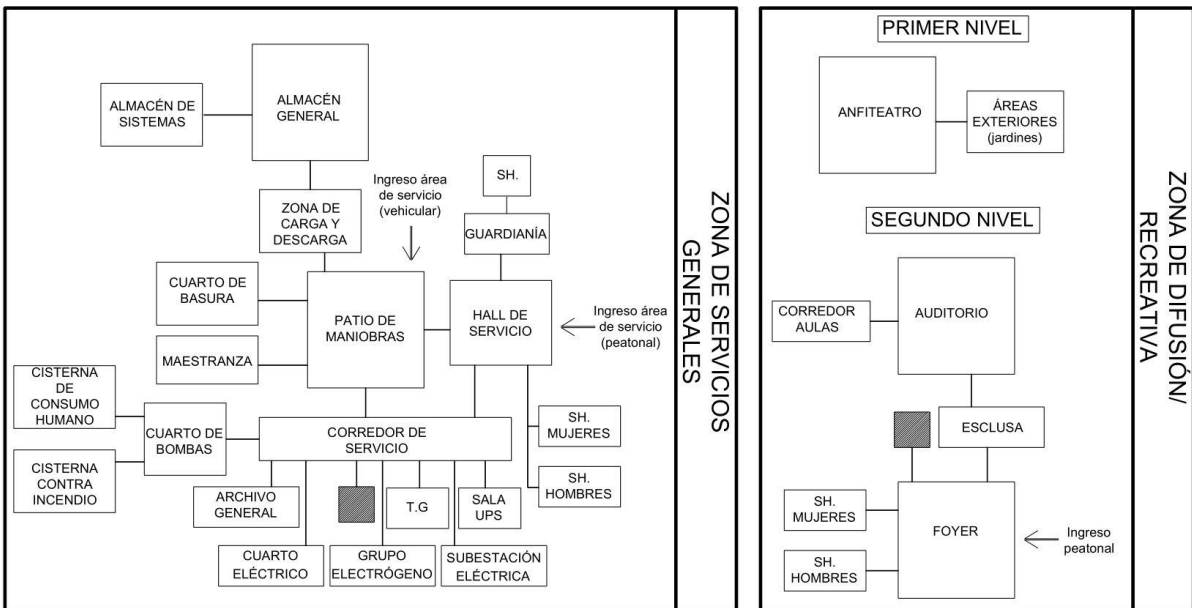 ALMACÉN DE
SISTEMAS
ALMACÉN
GENERAL
ZONA DE
CARGA Y
DESCARGA
Ingreso área
de servicio
(vehicular)
SH.
GUARDIANÍA
CUARTO DE
BASURA
PATIO DE
MANIOBRAS
HALL DE
SERVICIO
Ingreso área
de servicio
(peatonal)
MAESTRANZA
CISTERNA
DE
CONSUMO
HUMANO
CUARTO DE
BOMBAS
CISTERNA
CONTRA
INCENDIO
CORREDOR DE
SERVICIO
SH.
MUJERES
SH.
HOMBRES
ARCHIVO
GENERAL
T.G
SALA
UPS
CUARTO
ELÉCTRICO
GRUPO
ELECTRÓGENO
SUBESTACIÓN
ELÉCTRICA
ZONA DE SERVICIOS
GENERALES
PRIMER NIVEL
ANFITEATRO
ÁREAS
EXTERIORES
(jardines)
SEGUNDO NIVEL
CORREDOR
AULAS
AUDITORIO
ESCLUSA
SH.
MUJERES
SH.
HOMBRES
FOYER
Ingreso
peatonal
ZONA DE DIFUSIÓN/
RECREATIVA